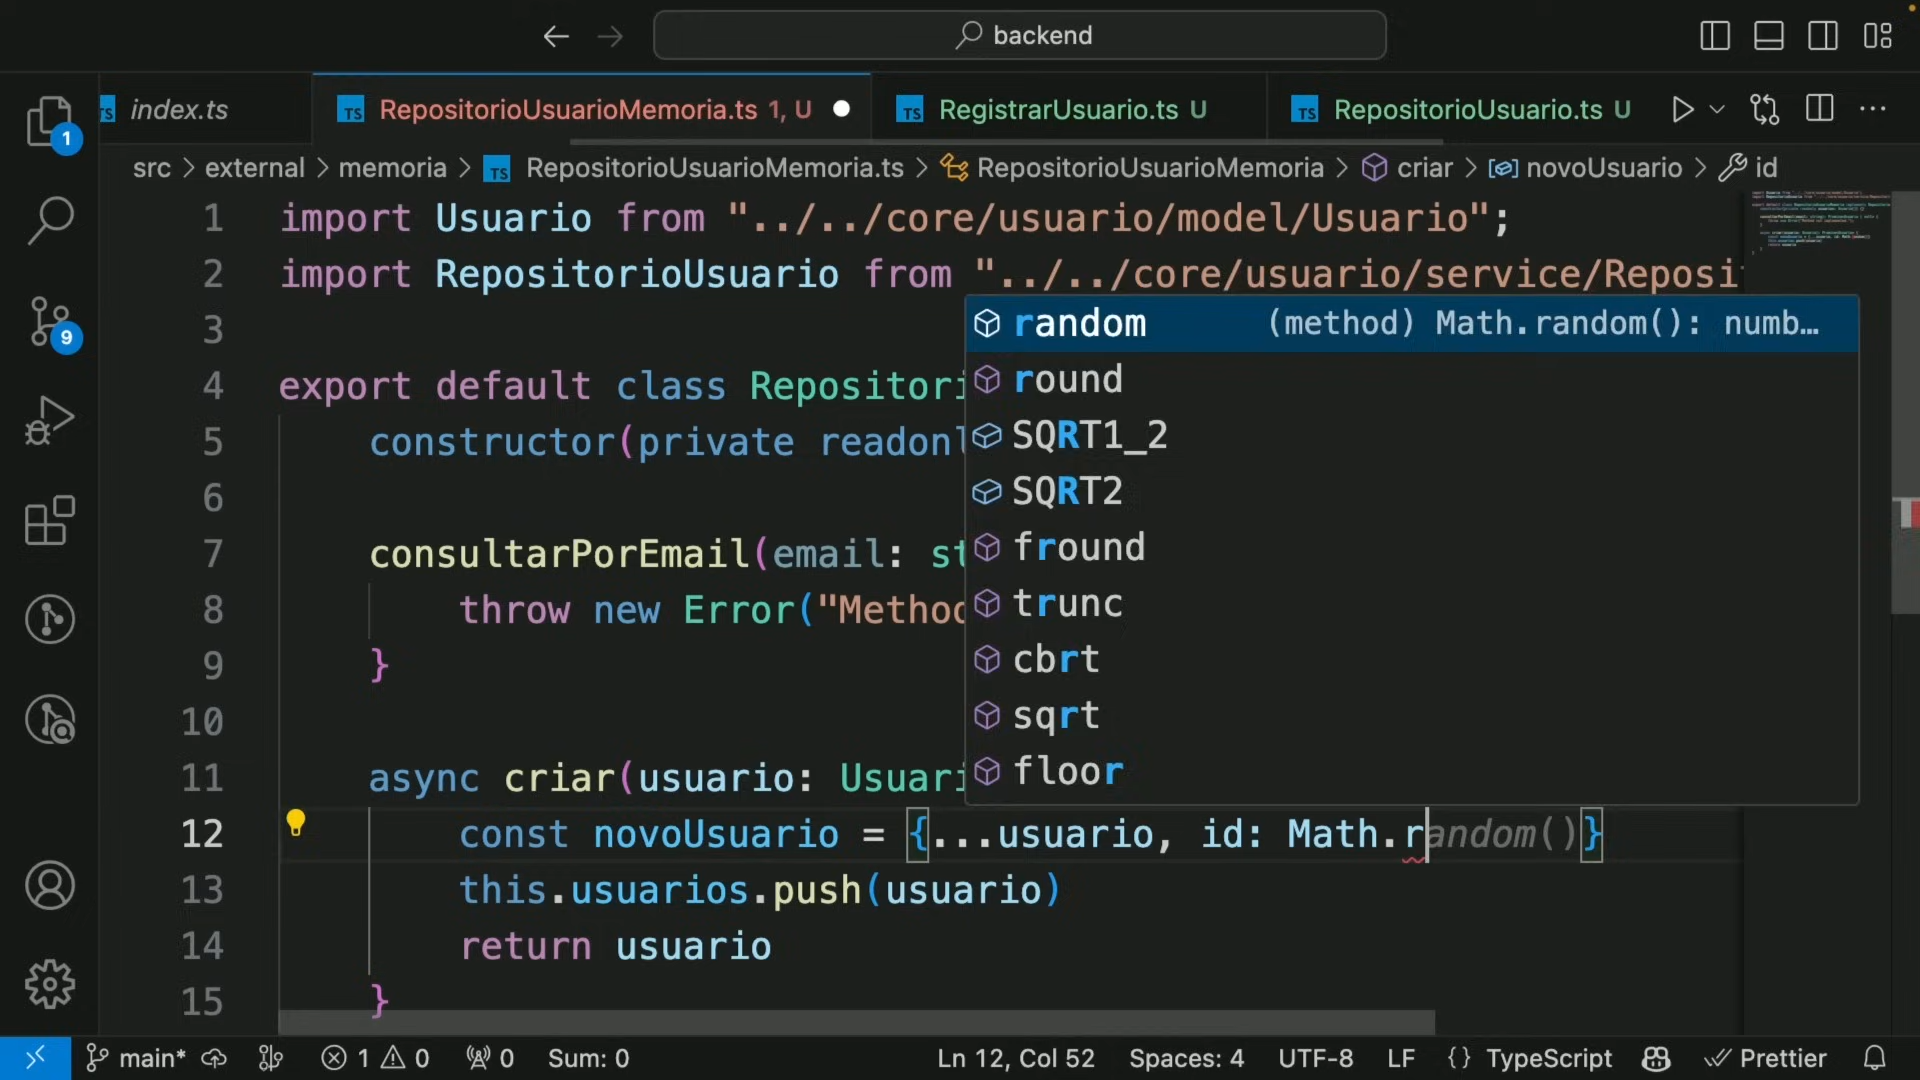 backend
index.ts
RepositorioUsuarioMemoria.ts 1, U
RegistrarUsuario.ts U
RepositorioUsuario.ts U
src > external > memoria > RepositorioUsuarioMemoria.ts > RepositorioUsuarioMemoria > criar > novoUsuario > id
1 import Usuario from "../../core/usuario/model/Usuario";
2 import RepositorioUsuario from "../../core/usuario/service/Reposi
3
4 export default class Repositori
5 constructor(private readonl
6
7 consultarPorEmail(email: st
8 throw new Error("Method
9 }
10
11 async criar(usuario: Usuari
12 const novoUsuario = {...usuario, id: Math.random()}
13 this.usuarios.push(usuario)
14 return usuario
15 }
random (method) Math.random(): numb…
round
SQRT1_2
SQRT2
fround
trunc
cbrt
sqrt
floor
1
9
main* 1 0 0 Sum: 0 Ln 12, Col 52 Spaces: 4 UTF-8 LF {} TypeScript Prettier